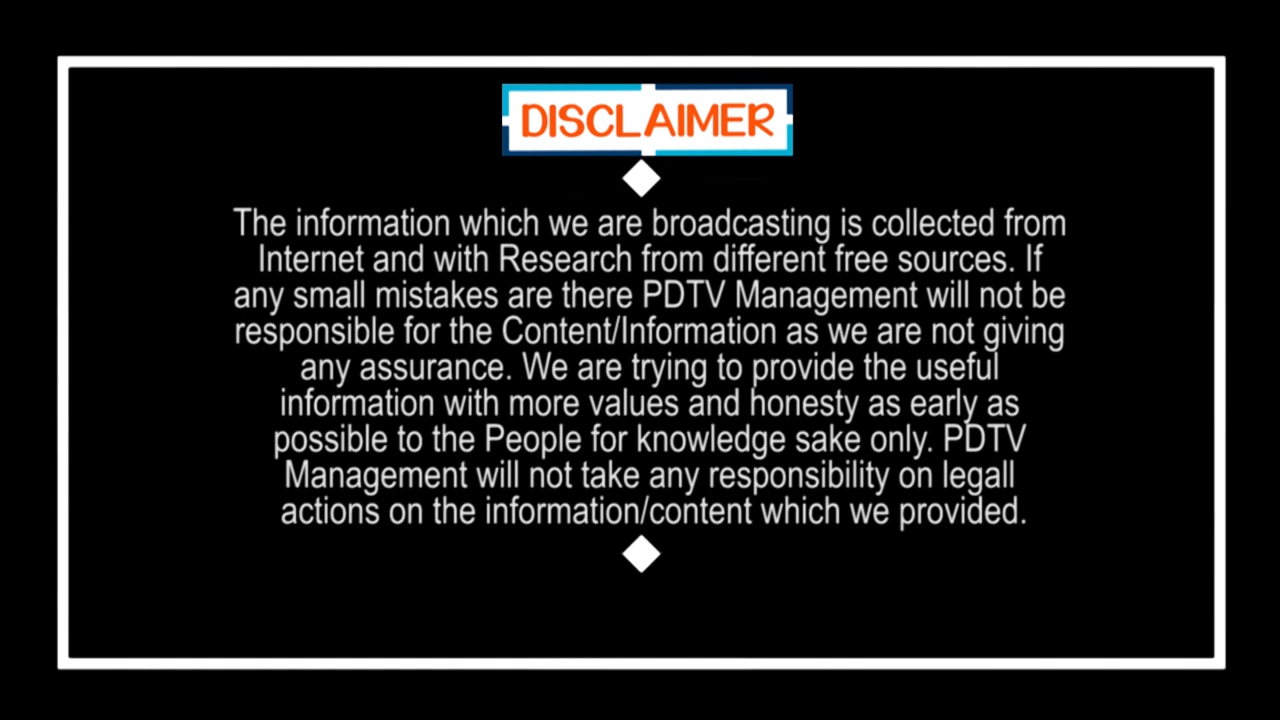 DISCLAIMER
The information which we are broadcasting is collected from
Internet and with Research from different free sources. If
any small mistakes are there PDTV Management will not be
responsible for the Content/Information as we are not giving
any assurance. We are trying to provide the useful
information with more values and honesty as early as
possible to the People for knowledge sake only. PDTV
Management will not take any responsibility on legall
actions on the information/content which we provided.